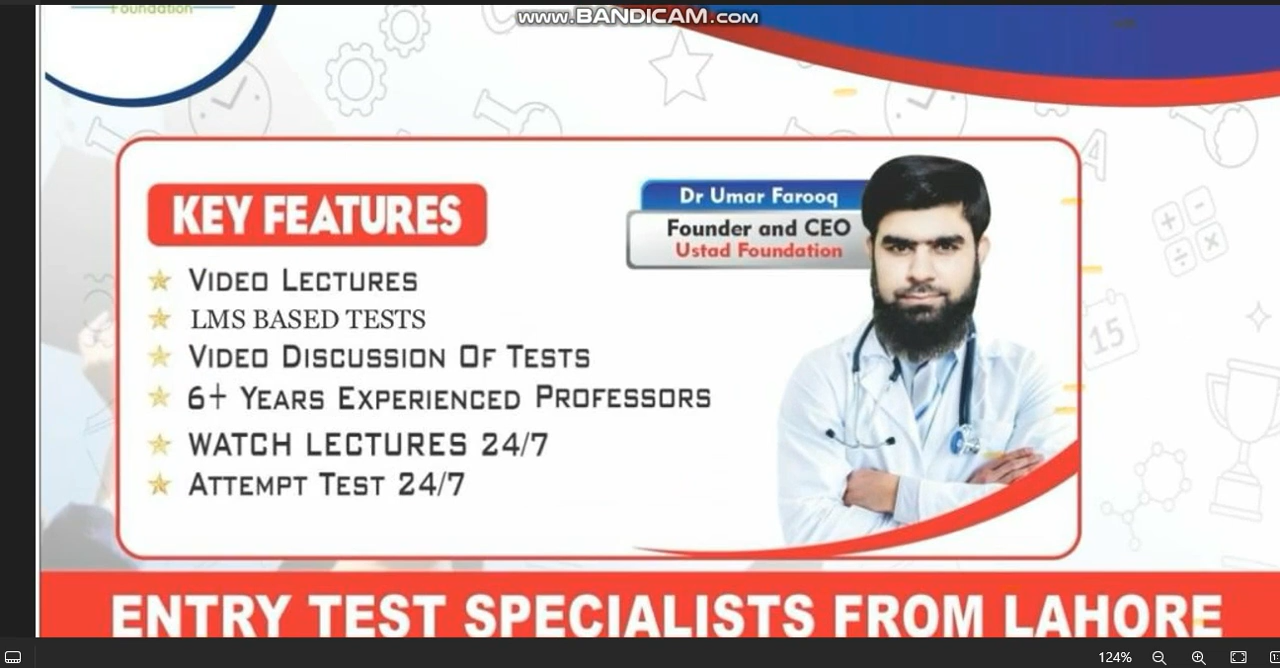 Foundation
www.BANDICAM.com
KEY FEATURES
Dr Umar Farooq
Founder and CEO
Ustad Foundation
VIDEO LECTURES
LMS BASED TESTS
VIDEO DISCUSSION OF TESTS
6+ YEARS EXPERIENCED PROFESSORS
WATCH LECTURES 24/7
ATTEMPT TEST 24/7
15
A
ENTRY TEST SPECIALISTS FROM LAHORE
124%